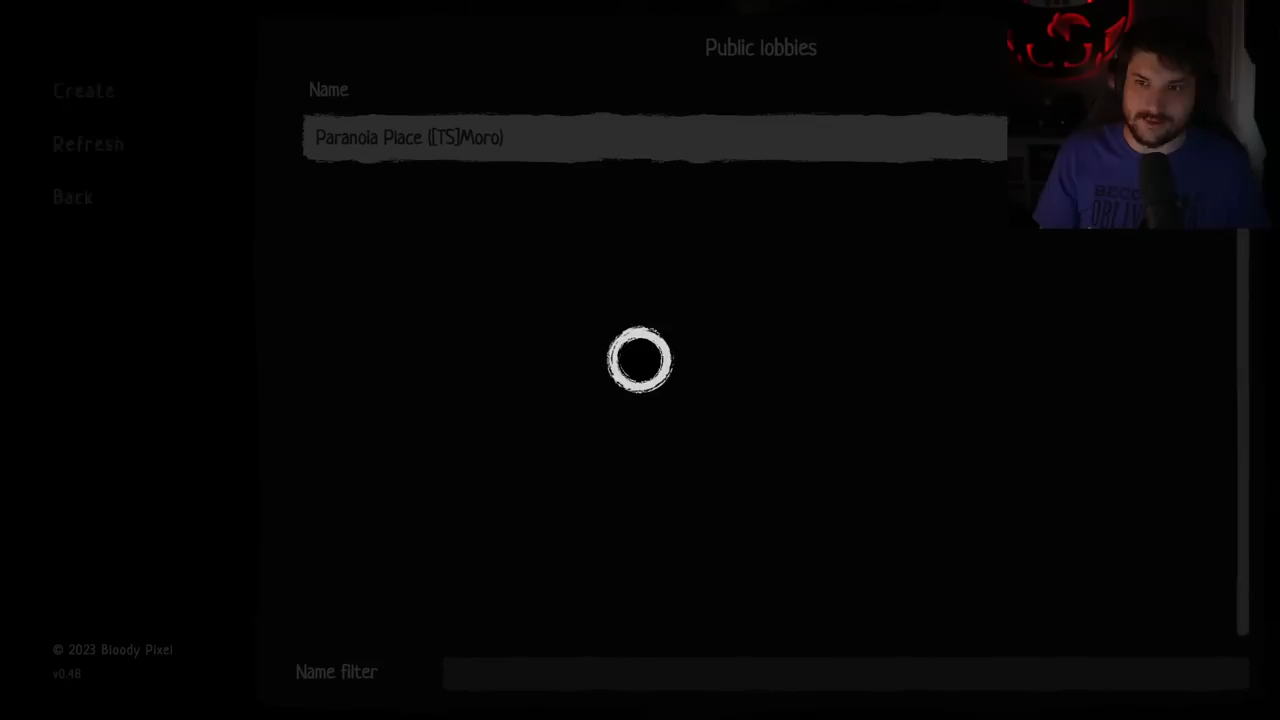 Public lobbies
Create
Refresh
Back
Name
Paranoia Place ([TS]Moro)
© 2023 Bloody Pixel
v0.48
Name filter